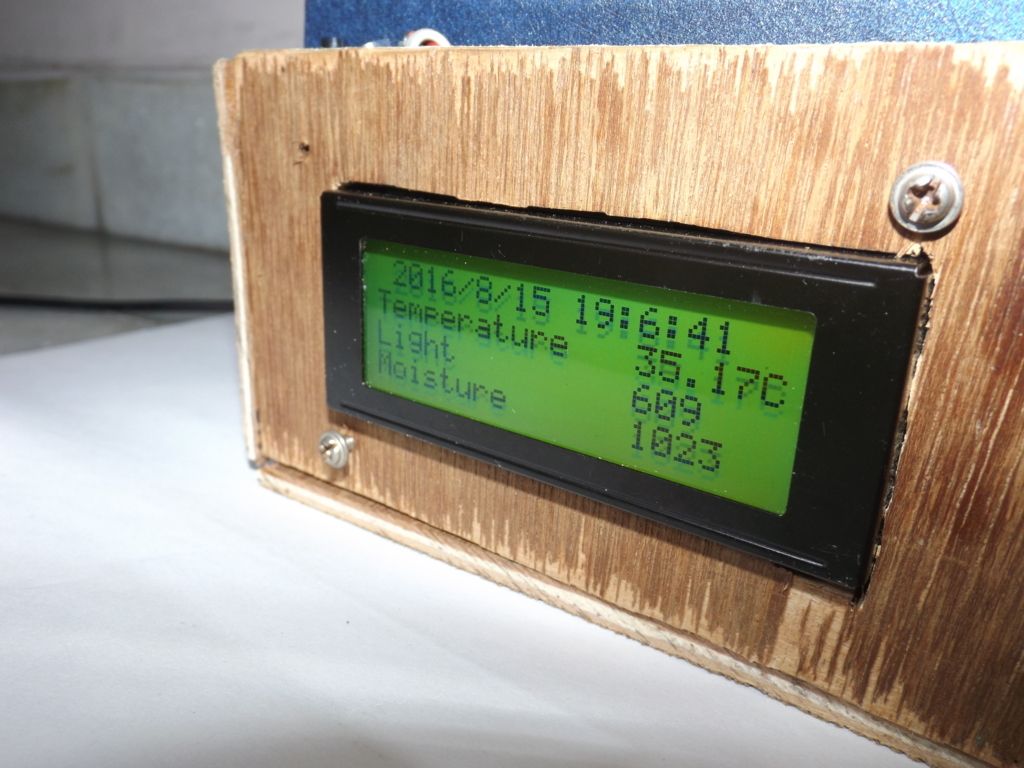 2016/8/15 19:6:41
Temperature 35.17C
Light 609
Moisture 1023